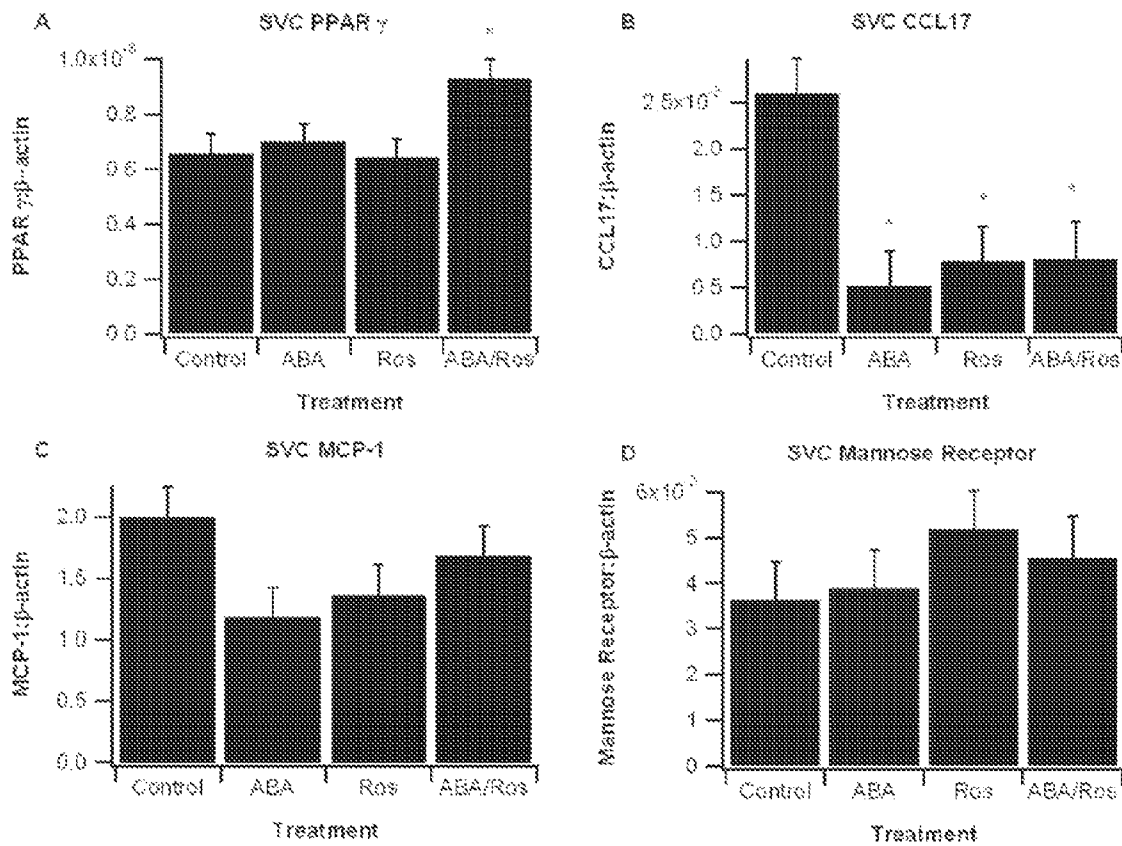 A
SVC PPAR γ
PPAR γ:β-actin
0.8
0.6
0.4
0.2
0.0
Control ABA Ros ABA/Ros
Treatment
B
SVC CCL17
CCL17:β-actin
2.0
1.5
1.0
0.5
0.0
Control ABA Ros ABA/Ros
Treatment
C
SVC MCP-1
MCP-1:β-actin
2.0
1.5
1.0
0.5
0.0
Control ABA Ros ABA/Ros
Treatment
D
SVC Mannose Receptor
Mannose Receptor:β-actin
5
4
3
2
1
0
Control ABA Ros ABA/Ros
Treatment